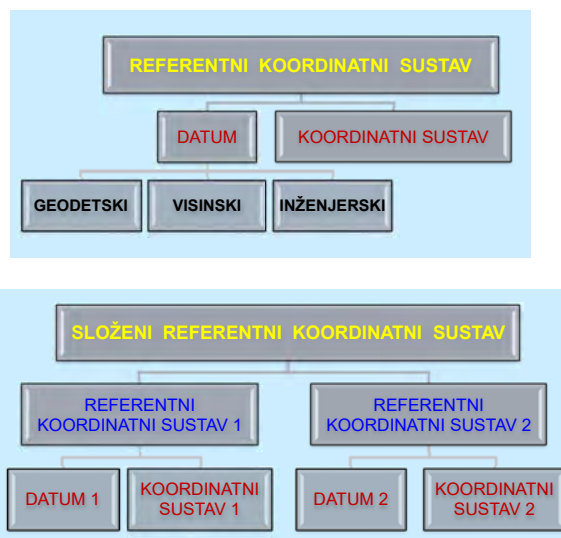 REFERENTNI KOORDINATNI SUSTAV
DATUM
KOORDINATNI SUSTAV
GEODETSKI
VISINSKI
INŽENJERSKI
SLOŽENI REFERENTNI KOORDINATNI SUSTAV
REFERENTNI
KOORDINATNI SUSTAV 1
REFERENTNI
KOORDINATNI SUSTAV 2
DATUM 1
KOORDINATNI
SUSTAV 1
DATUM 2
KOORDINATNI
SUSTAV 2